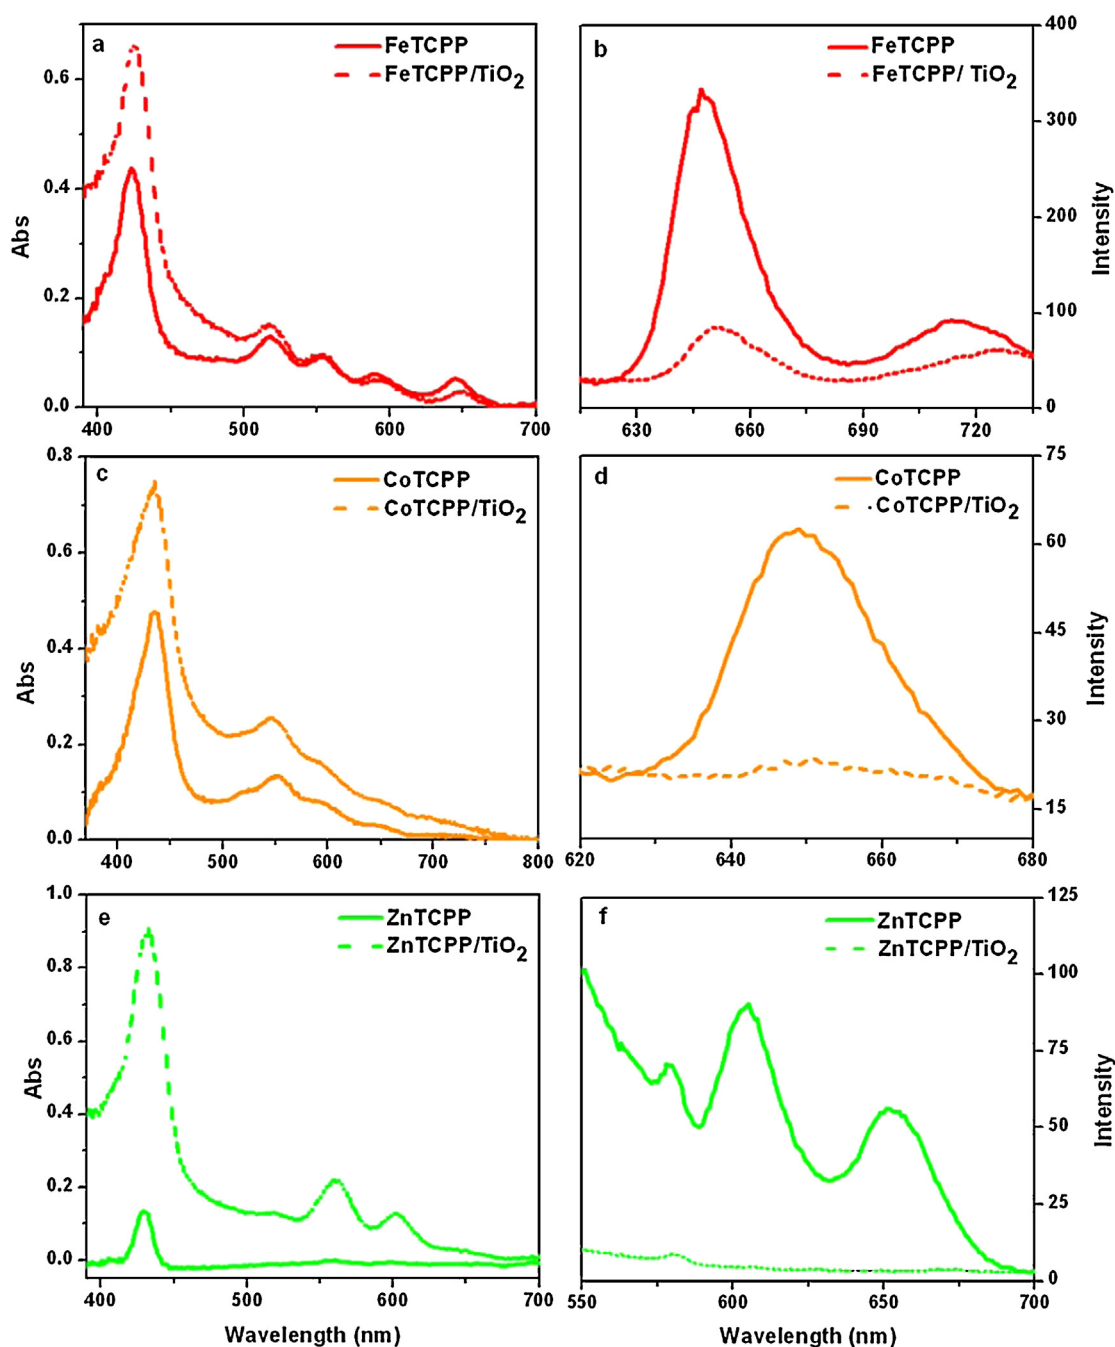 a
FeTCPP
FeTCPP/TiO2
0.6
0.4
0.2
0.0
Abs
400 500 600 700
b
FeTCPP
FeTCPP/ TiO2
400
300
200
100
0
Intensity
630 660 690 720
c
CoTCPP
CoTCPP/TiO2
0.8
0.6
0.4
0.2
0.0
Abs
400 500 600 700 800
d
CoTCPP
CoTCPP/TiO2
75
60
45
30
15
Intensity
620 640 660 680
e
ZnTCPP
ZnTCPP/TiO2
1.0
0.8
0.6
0.4
0.2
0.0
Abs
400 500 600 700
Wavelength (nm)
f
ZnTCPP
ZnTCPP/TiO2
125
100
75
50
25
0
Intensity
550 600 650 700
Wavelength (nm)